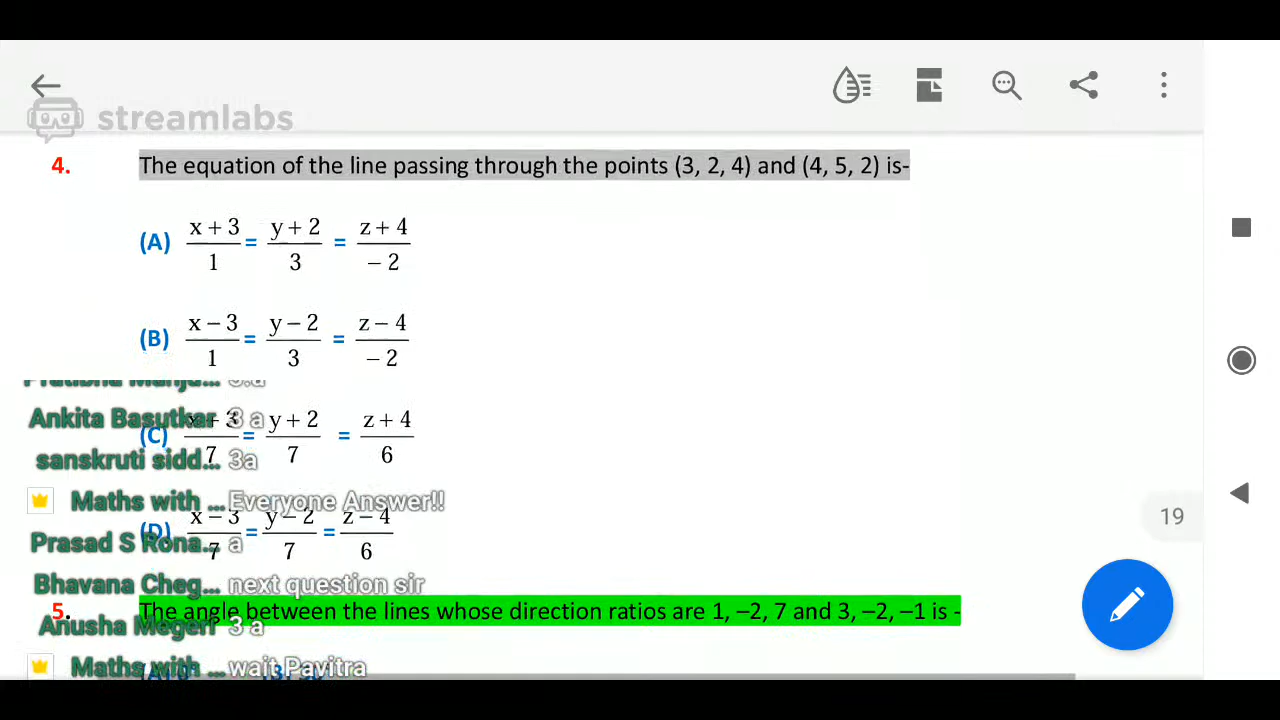 streamlabs
4. The equation of the line passing through the points (3, 2, 4) and (4, 5, 2) is-
(A) x + 3 / 1 = y + 2 / 3 = z + 4 / – 2
(B) x – 3 / 1 = y – 2 / 3 = z – 4 / – 2
(C) x + 3 / 7 = y + 2 / 7 = z + 4 / 6
(D) x – 3 / 7 = y – 2 / 7 = z – 4 / 6
5. The angle between the lines whose direction ratios are 1, –2, 7 and 3, –2, –1 is -
19
Ankita Basutkar 3 a
sanskruti sidd... 3a
Maths with ... Everyone Answer!!
Prasad S Rona... a
Bhavana Cheg... next question sir
Anusha Megeri 3 a
Maths with ... wait Pavitra